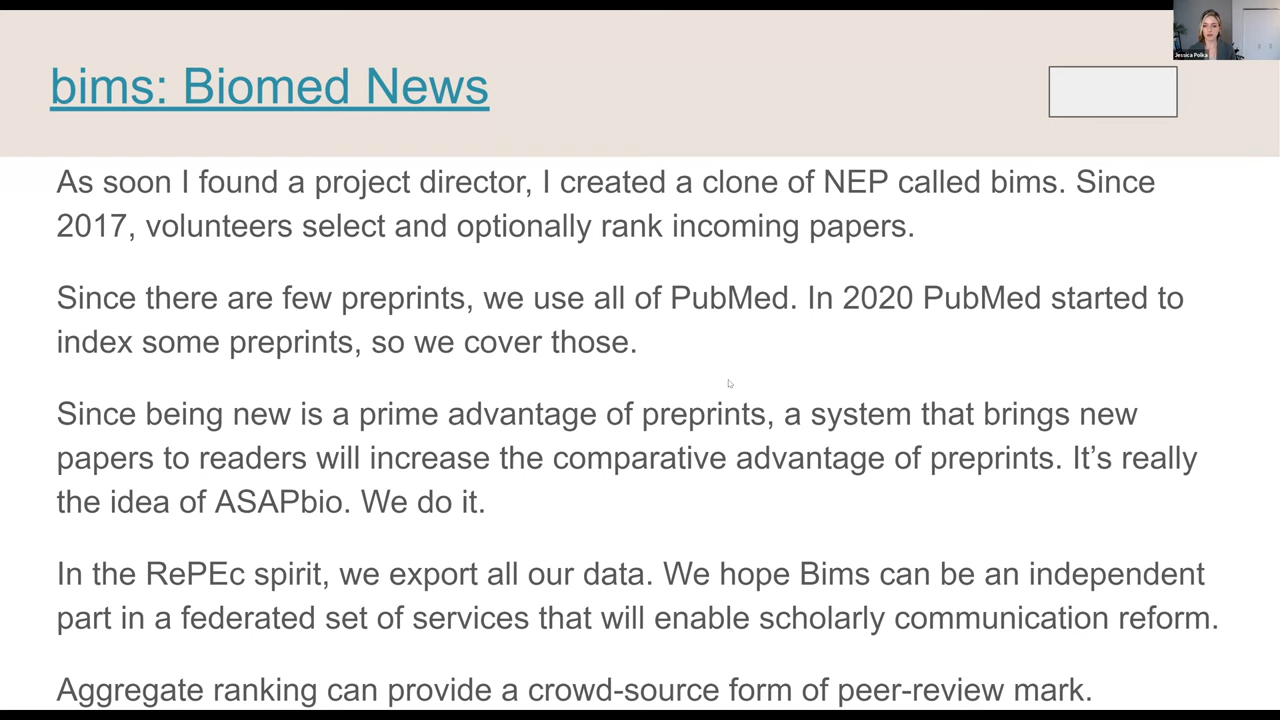 bims: Biomed News
Jessica Polka
As soon I found a project director, I created a clone of NEP called bims. Since
2017, volunteers select and optionally rank incoming papers.
Since there are few preprints, we use all of PubMed. In 2020 PubMed started to
index some preprints, so we cover those.
Since being new is a prime advantage of preprints, a system that brings new
papers to readers will increase the comparative advantage of preprints. It’s really
the idea of ASAPbio. We do it.
In the RePEc spirit, we export all our data. We hope Bims can be an independent
part in a federated set of services that will enable scholarly communication reform.
Aggregate ranking can provide a crowd-source form of peer-review mark.